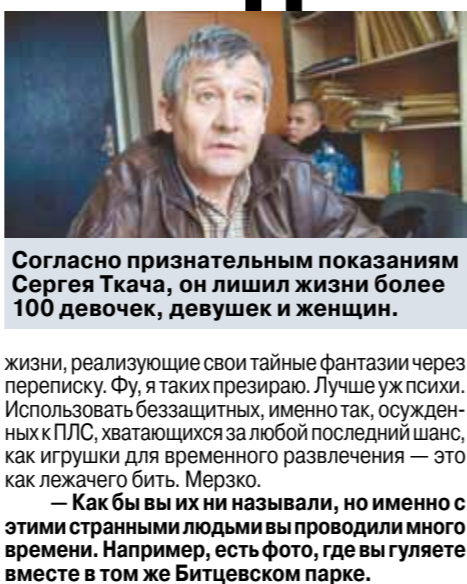 Согласно признательным показаниям
Сергея Ткача, он лишил жизни более
100 девочек, девушек и женщин.
жизни, реализующие свои тайные фантазии через
переписку. Фу, я таких презираю. Лучше уж психи.
Использовать беззащитных, именно так, осужден-
ных к ПЛС, хватающихся за любой последний шанс,
как игрушки для временного развлечения — это
как лежачего бить. Мерзко.
— Как бы вы их ни называли, но именно с
этими странными людьми вы проводили много
времени. Например, есть фото, где вы гуляете
вместе в том же Битцевском парке.